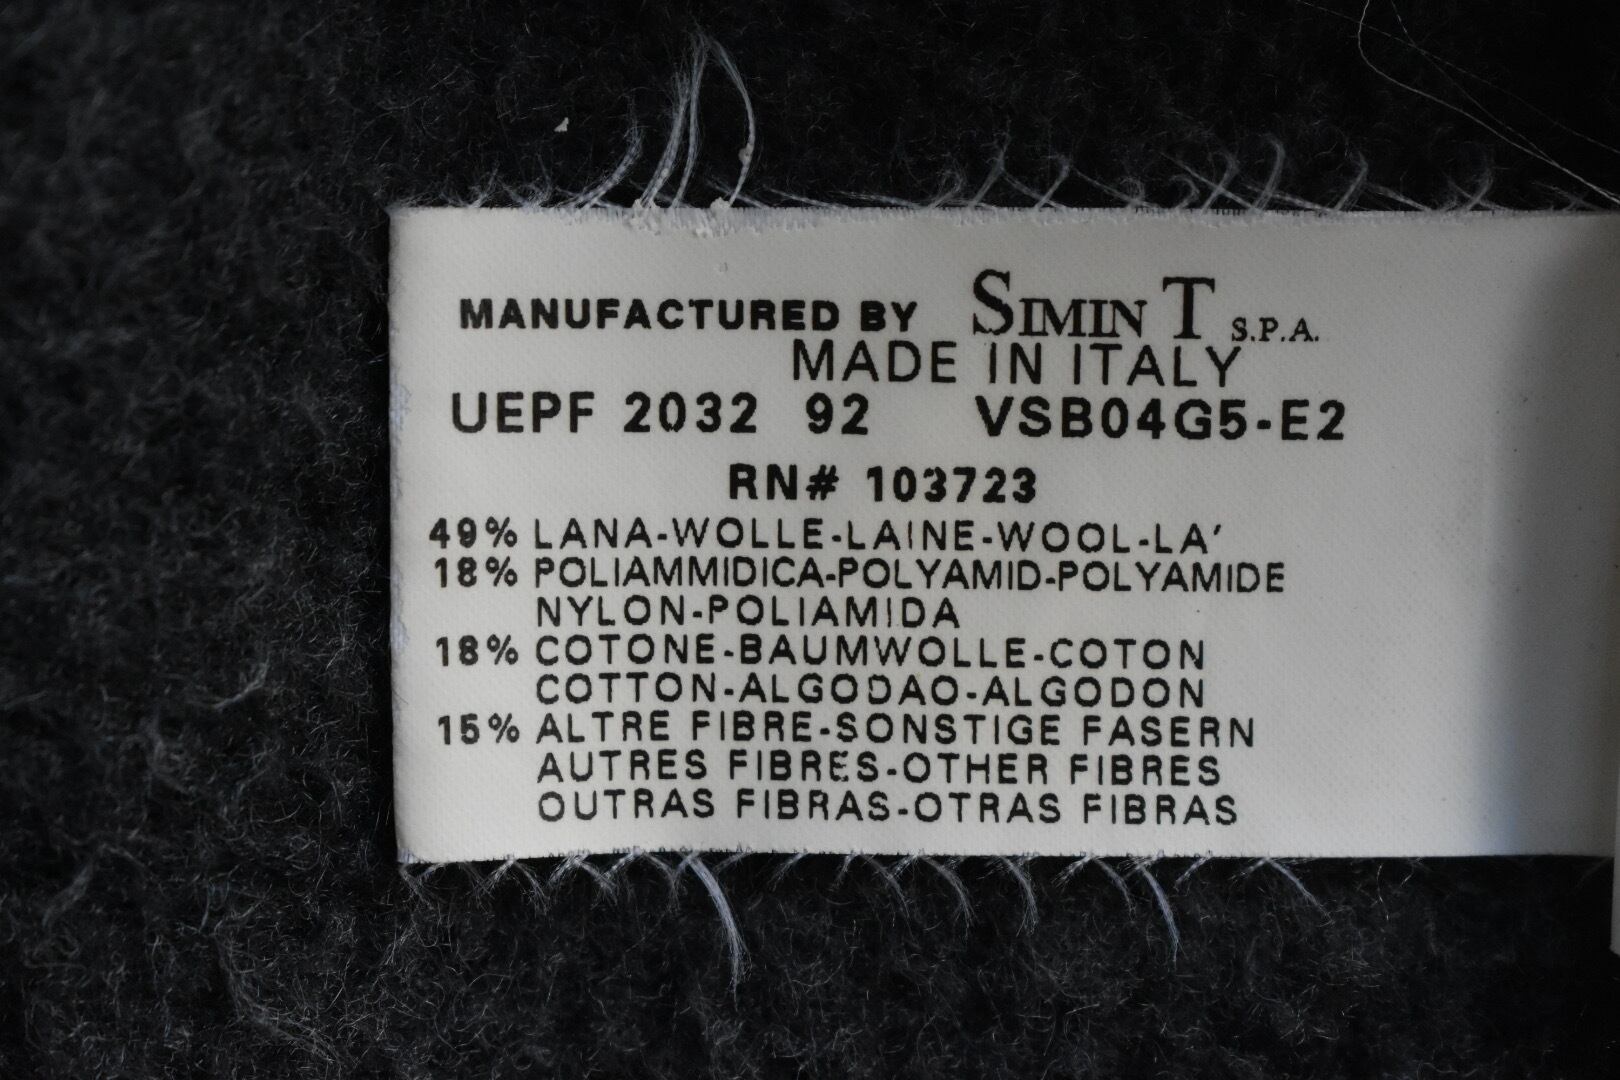 MANUFACTURED BY SIMIN T S.P.A.
MADE IN ITALY
UEPF 2032 92 VSB04G5-E2
RN# 103723
49% LANA-WOLLE-LAINE-WOOL-LA'
18% POLIAMMIDICA-POLYAMID-POLYAMIDE
NYLON-POLIAMIDA
18% COTONE-BAUMWOLLE-COTON
COTTON-ALGODAO-ALGODON
15% ALTRE FIBRE-SONSTIGE FASERN
AUTRES FIBRES-OTHER FIBRES
OUTRAS FIBRAS-OTRAS FIBRAS